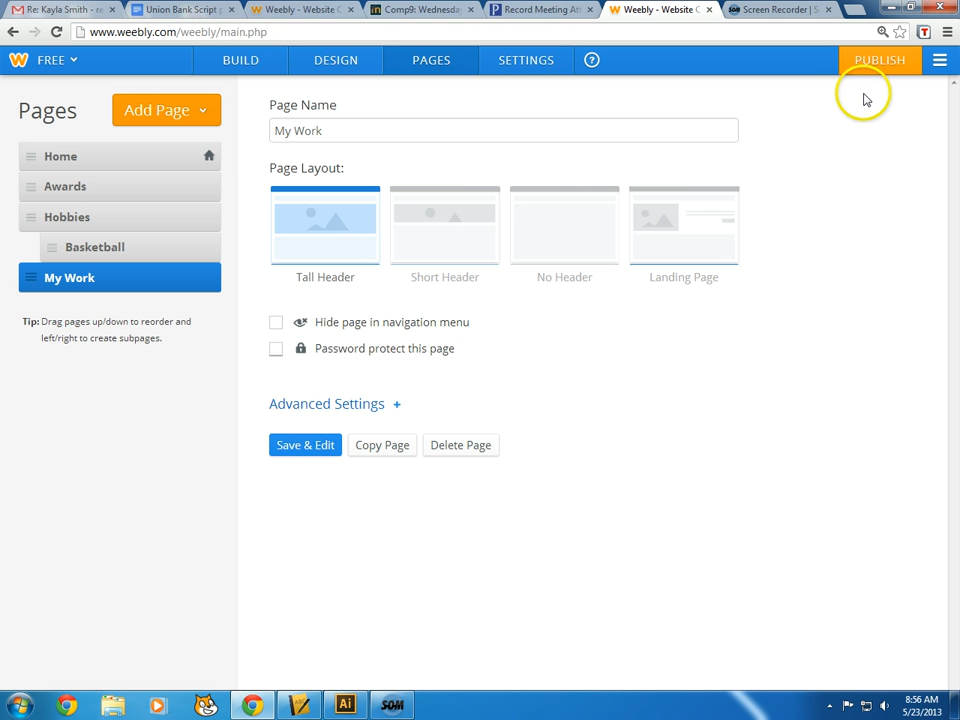 Re: Kayla Smith - re
Union Bank Script
Weebly - Website C
Comp9: Wednesda
Record Meeting Att
Weebly - Website C
Screen Recorder | S
www.weebly.com/weebly/main.php
FREE
BUILD
DESIGN
PAGES
SETTINGS
?
PUBLISH
Pages
Add Page
Home
Awards
Hobbies
Basketball
My Work
Tip: Drag pages up/down to reorder and
left/right to create subpages.
Page Name
My Work
Page Layout:
Tall Header
Short Header
No Header
Landing Page
Hide page in navigation menu
Password protect this page
Advanced Settings +
Save & Edit
Copy Page
Delete Page
Ai
SOM
8:56 AM
5/23/2013